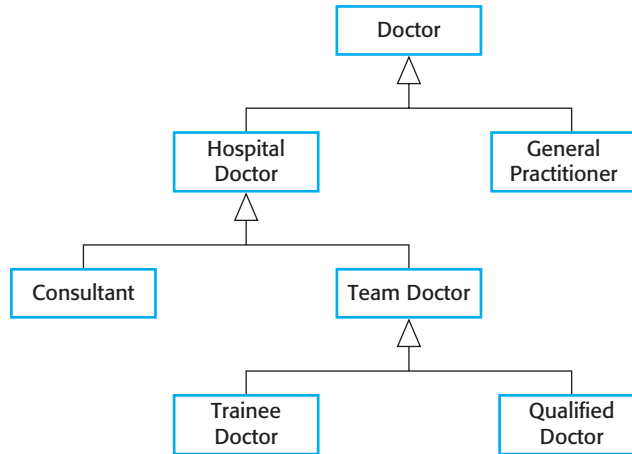 Doctor
Hospital
Doctor
General
Practitioner
Consultant
Team Doctor
Trainee
Doctor
Qualified
Doctor